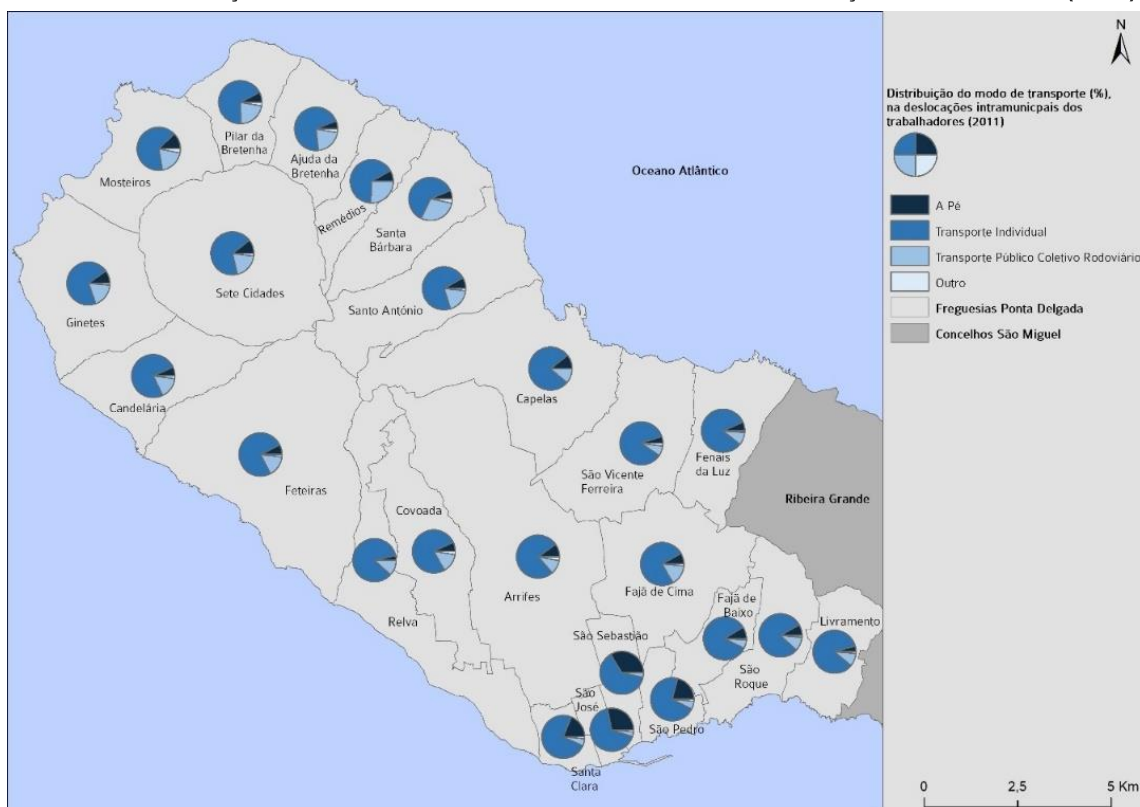 N
Distribuição do modo de transporte (%),
na deslocações intramunicpais dos
trabalhadores (2011)
A Pé
Transporte Individual
Transporte Público Coletivo Rodoviário
Outro
Freguesias Ponta Delgada
Concelhos São Miguel
Oceano Atlântico
Pilar da
Bretenha
Ajuda da
Bretenha
Mosteiros
Remédios
Santa
Bárbara
Sete Cidades
Santo António
Ginetes
Candelária
Capelas
Feteiras
São Vicente
Ferreira
Fenais
da Luz
Ribeira Grande
Covoada
Relva
Arrifes
Fajã de Cima
Fajã de
Baixo
Livramento
São Sebastião
São
Roque
São
José
São Pedro
Santa
Clara
0 2,5 5 Km